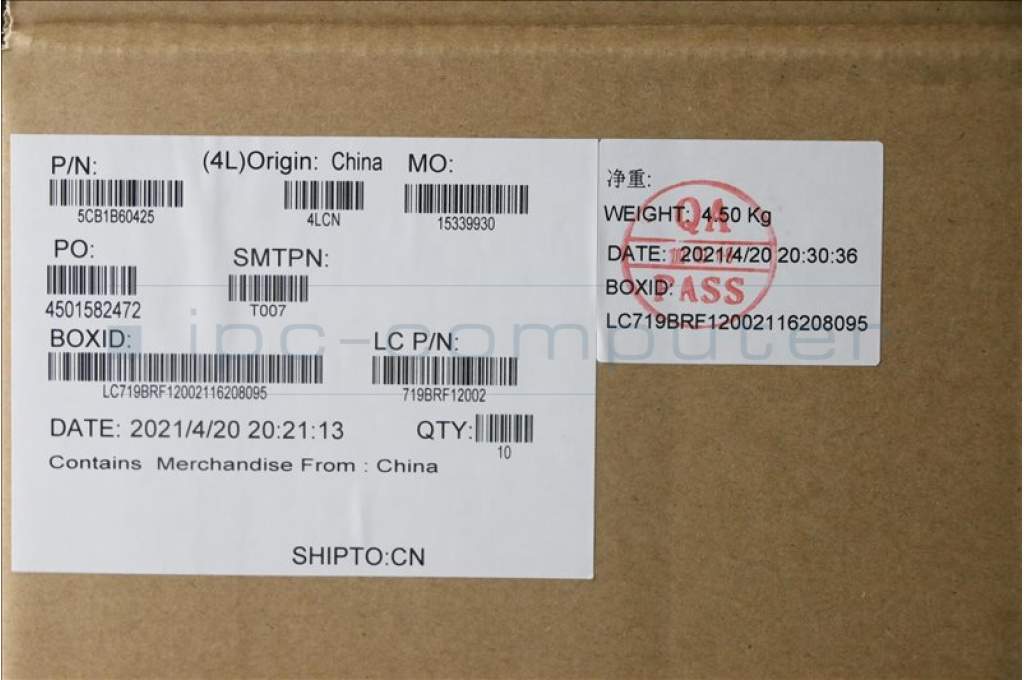 P/N:
5CB1B60425
(4L)Origin: China
4LCN
MO:
15339930
PO:
4501582472
SMTPN:
T007
BOXID:
LC719BRF12002116208095
LC P/N:
719BRF12002
DATE: 2021/4/20 20:21:13
QTY:
10
Contains Merchandise From : China
SHIPTO:CN
净重:
WEIGHT: 4.50 Kg
DATE: 2021/4/20 20:30:36
BOXID:
LC719BRF12002116208095
QA
PASS
ipc-computer